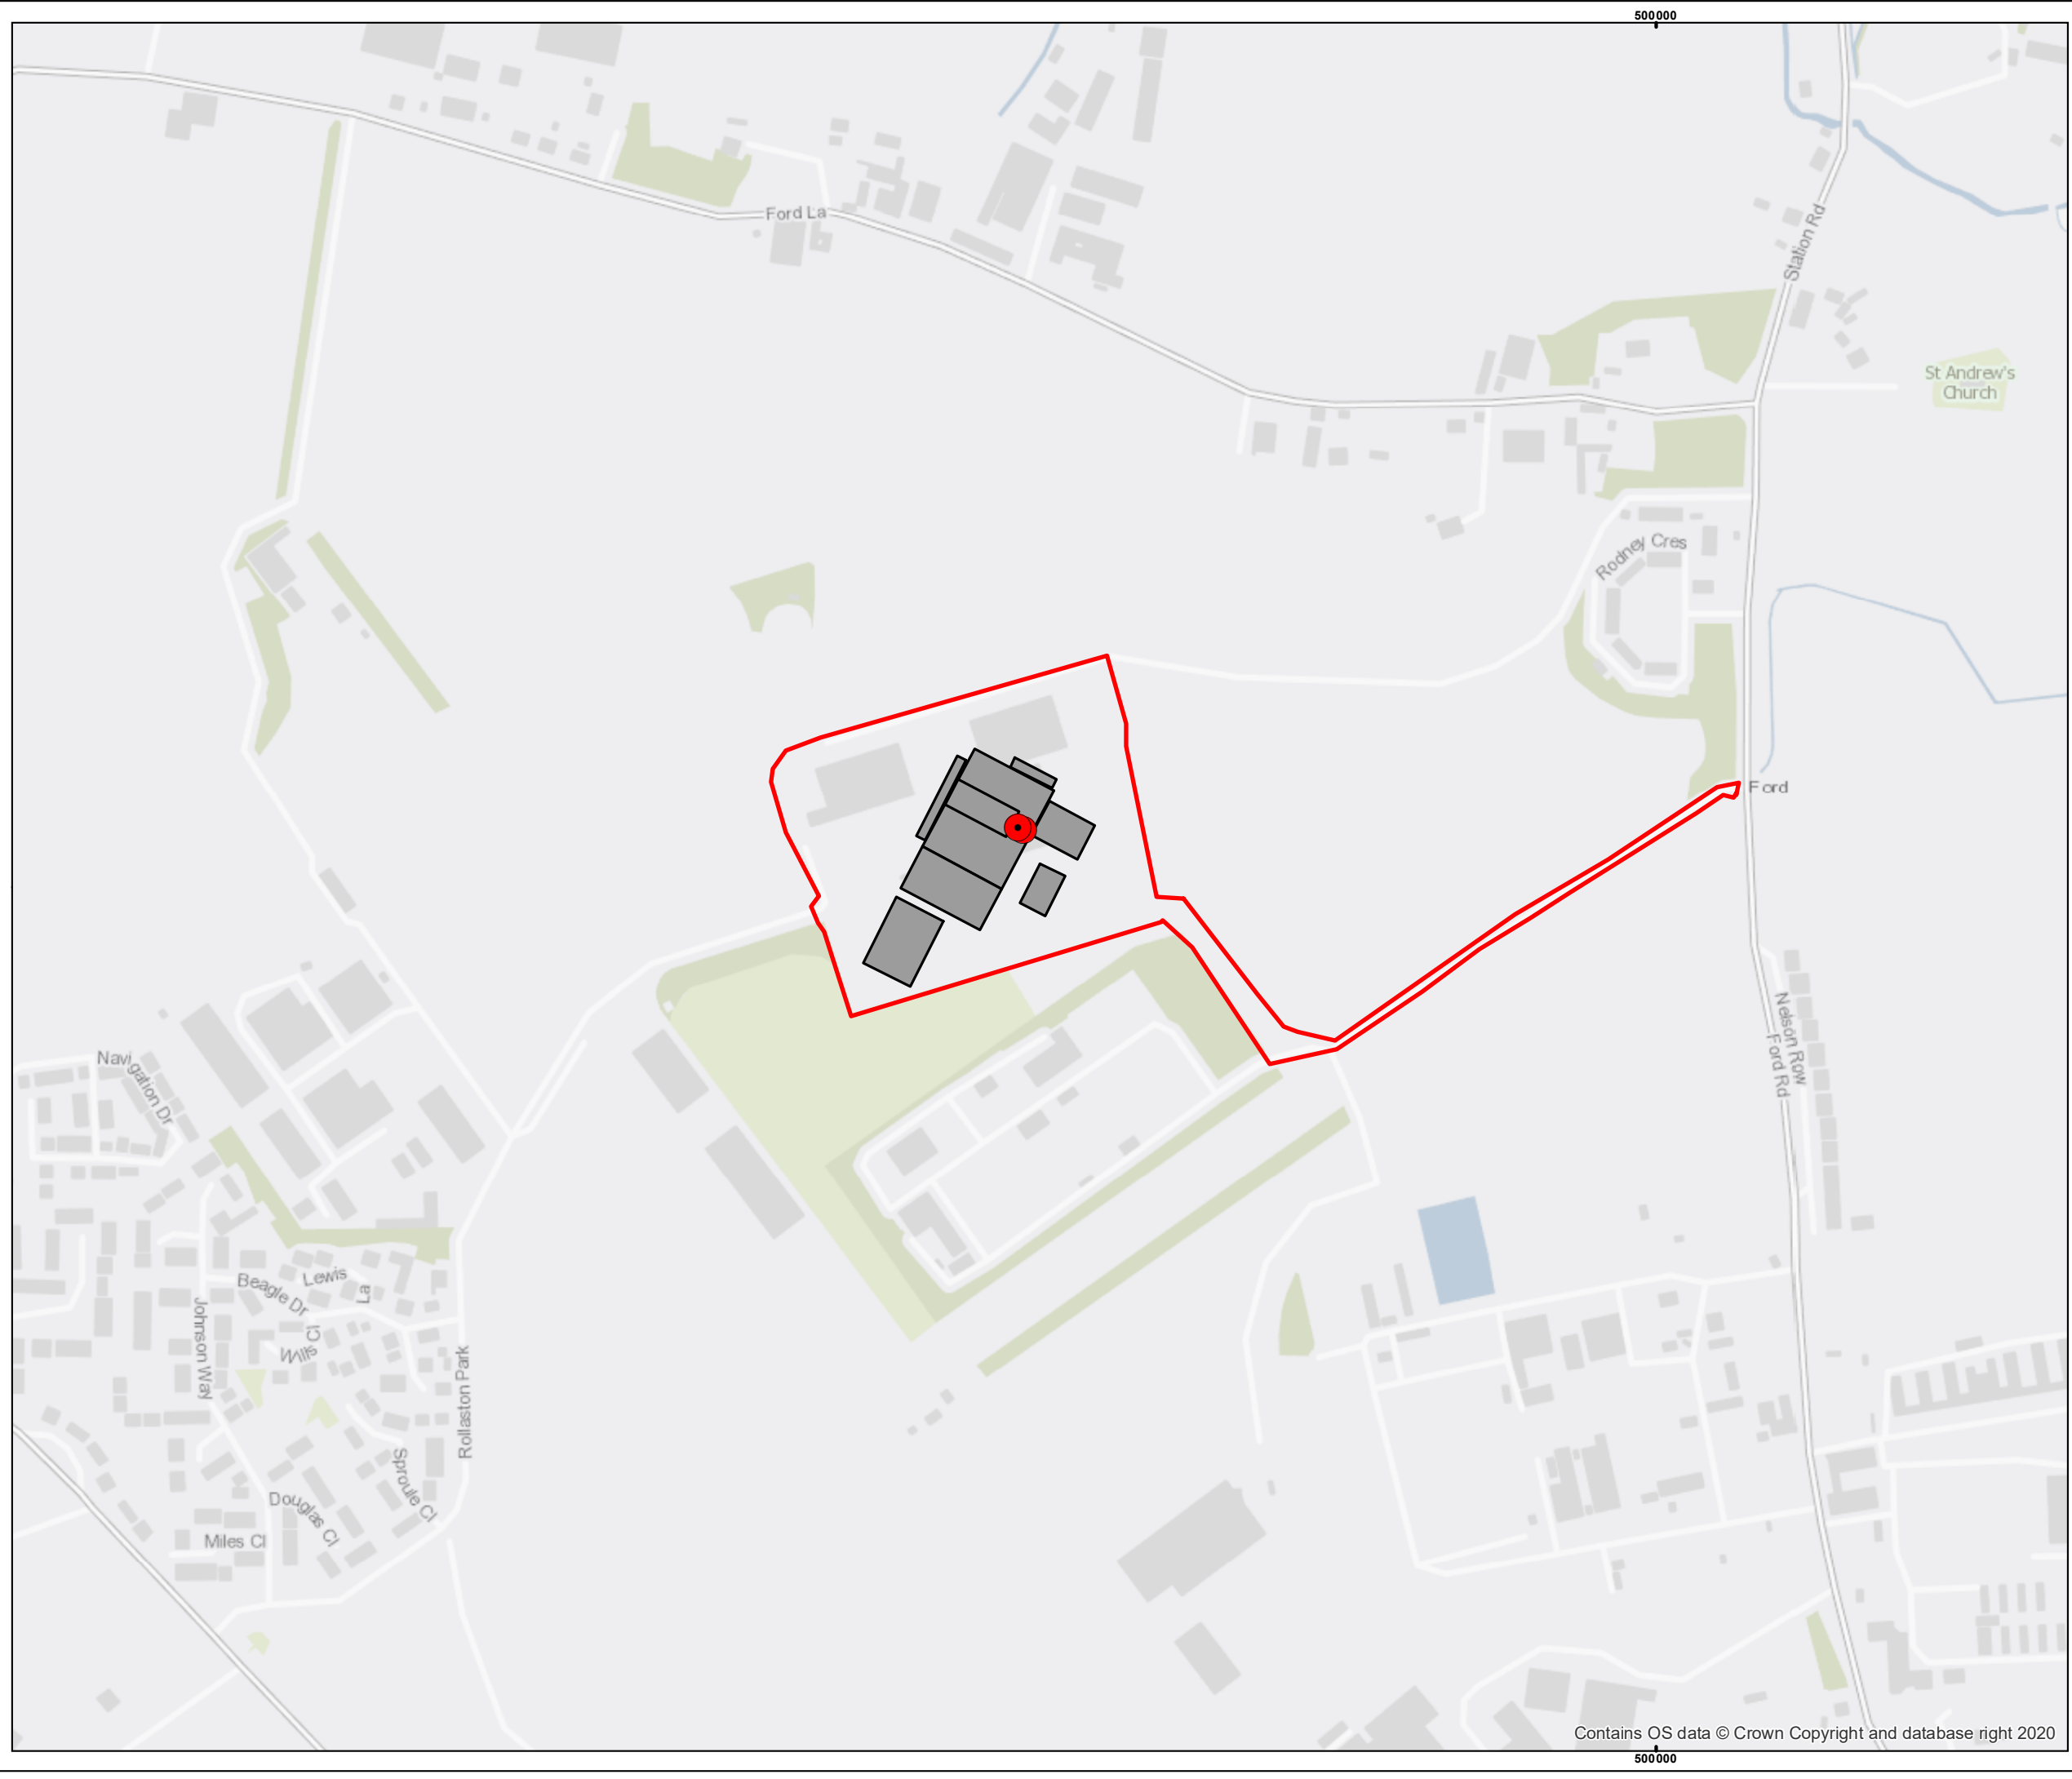 500000
Ford La
Station Rd
St Andrew's
Church
Rodney Cres
Ford
Nelson Row
Ford Rd
Navigation Dr
Beagle Dr
Lewis
La
Johnson Way
Wills Cl
Rollaston Park
Sproule Cl
Douglas Cl
Miles Cl
Contains OS data © Crown Copyright and database right 2020
500000